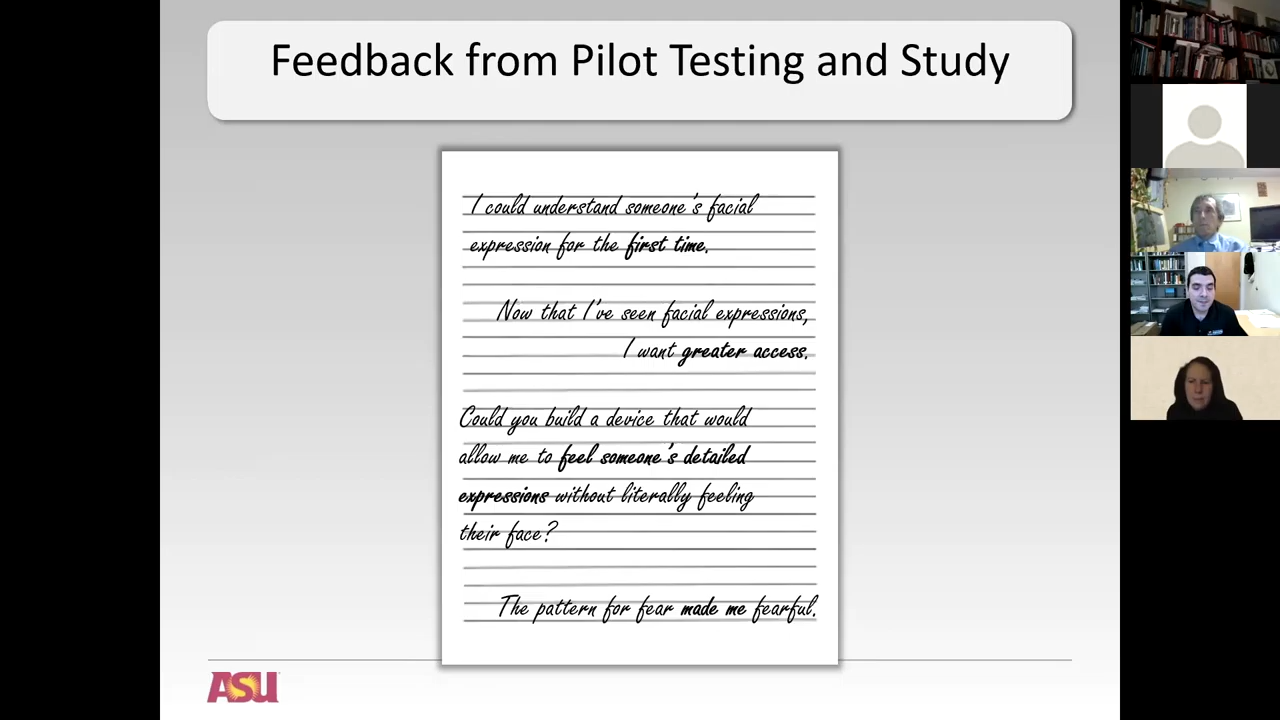 Feedback from Pilot Testing and Study
I could understand someone's facial
expression for the first time.
Now that I've seen facial expressions,
I want greater access.
Could you build a device that would
allow me to feel someone's detailed
expressions without literally feeling
their face?
The pattern for fear made me fearful.
ASU